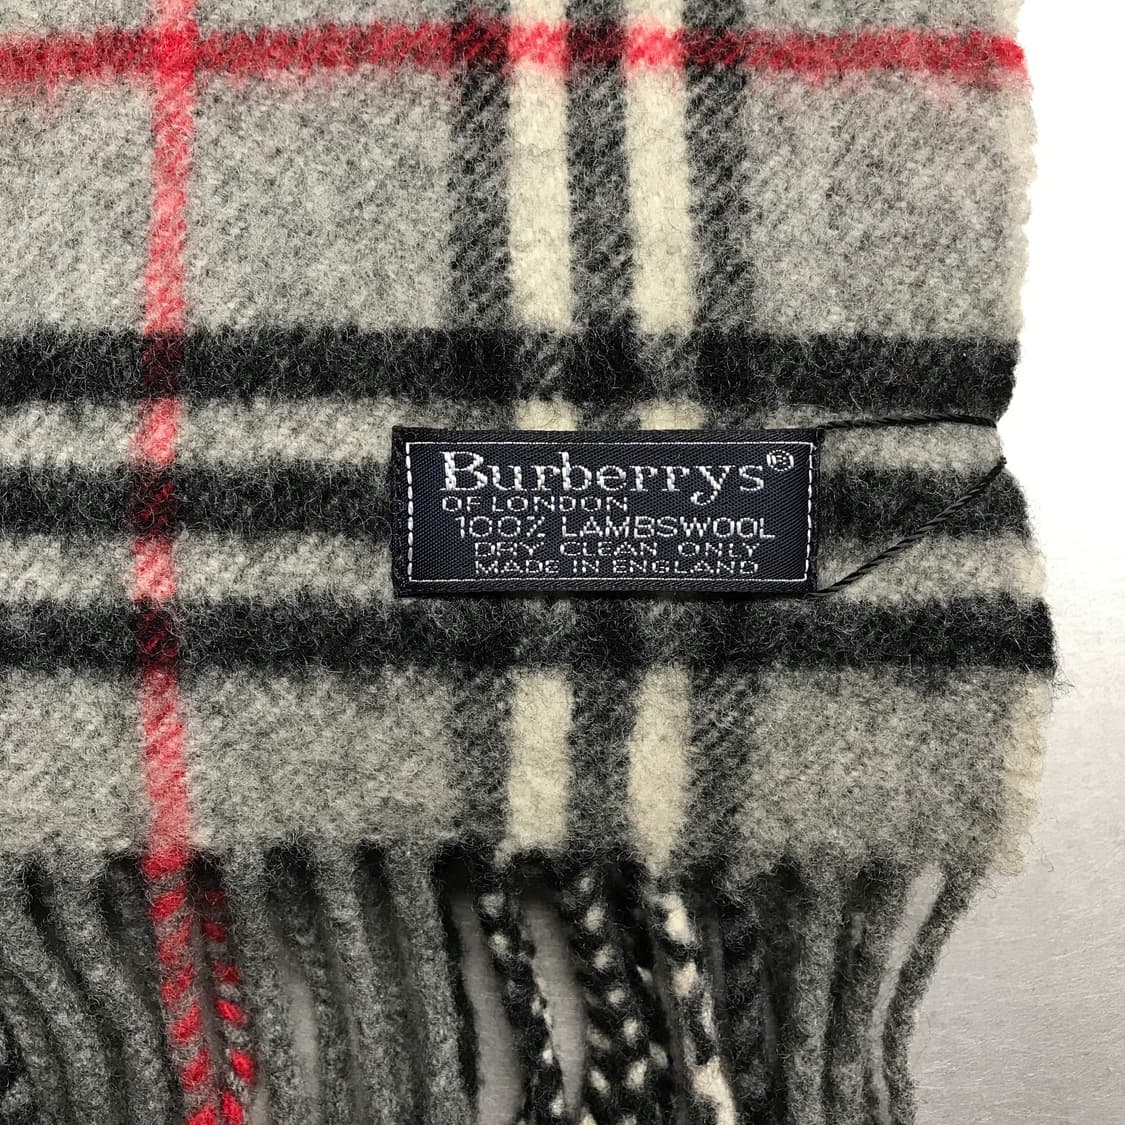 Burberrys®
OF LONDON
100% LAMBSWOOL
DRY CLEAN ONLY
MADE IN ENGLAND